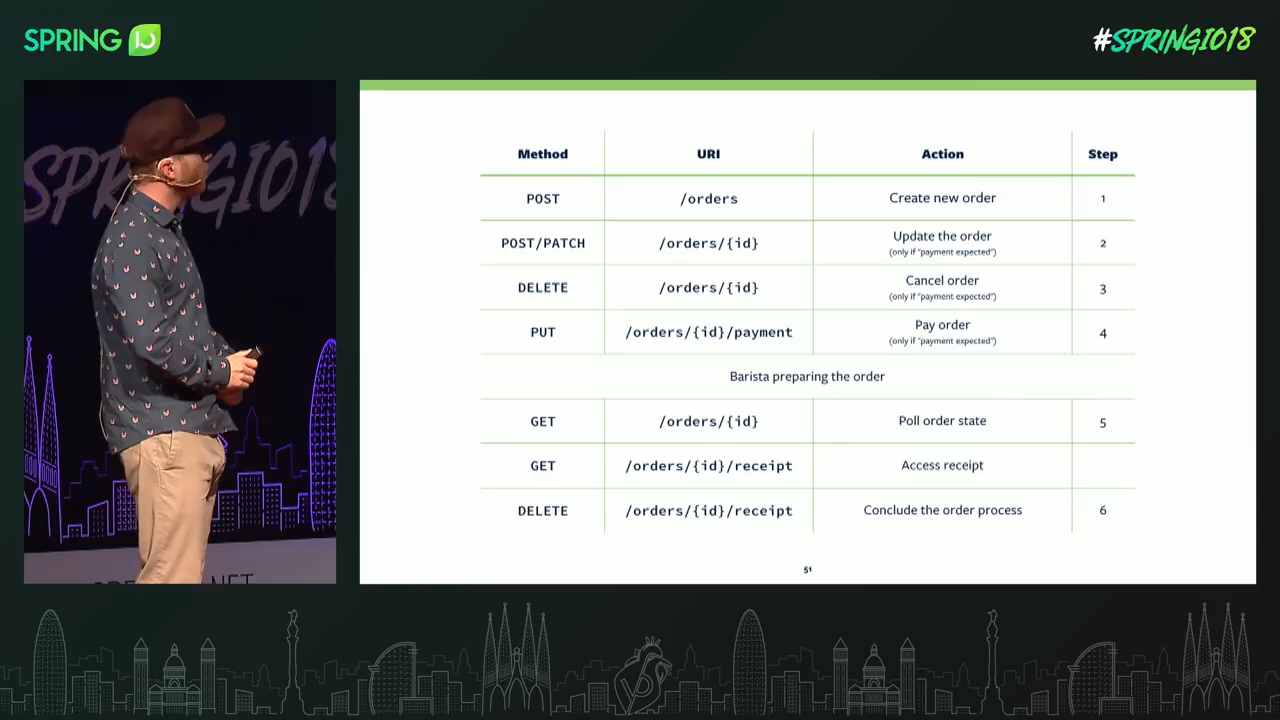 SPRING IO
#SPRINGIO18
SPRINGIO18
Method URI Action Step
POST /orders Create new order 1
POST/PATCH /orders/{id} Update the order 2
(only if "payment expected")
DELETE /orders/{id} Cancel order 3
(only if "payment expected")
PUT /orders/{id}/payment Pay order 4
(only if "payment expected")
Barista preparing the order
GET /orders/{id} Poll order state 5
GET /orders/{id}/receipt Access receipt
DELETE /orders/{id}/receipt Conclude the order process 6
51